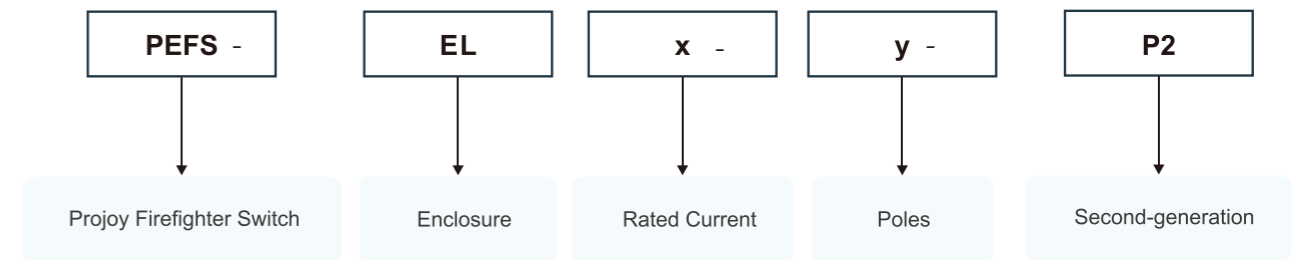 PEFS - EL x - y - P2
Projoy Firefighter Switch Enclosure Rated Current Poles Second-generation